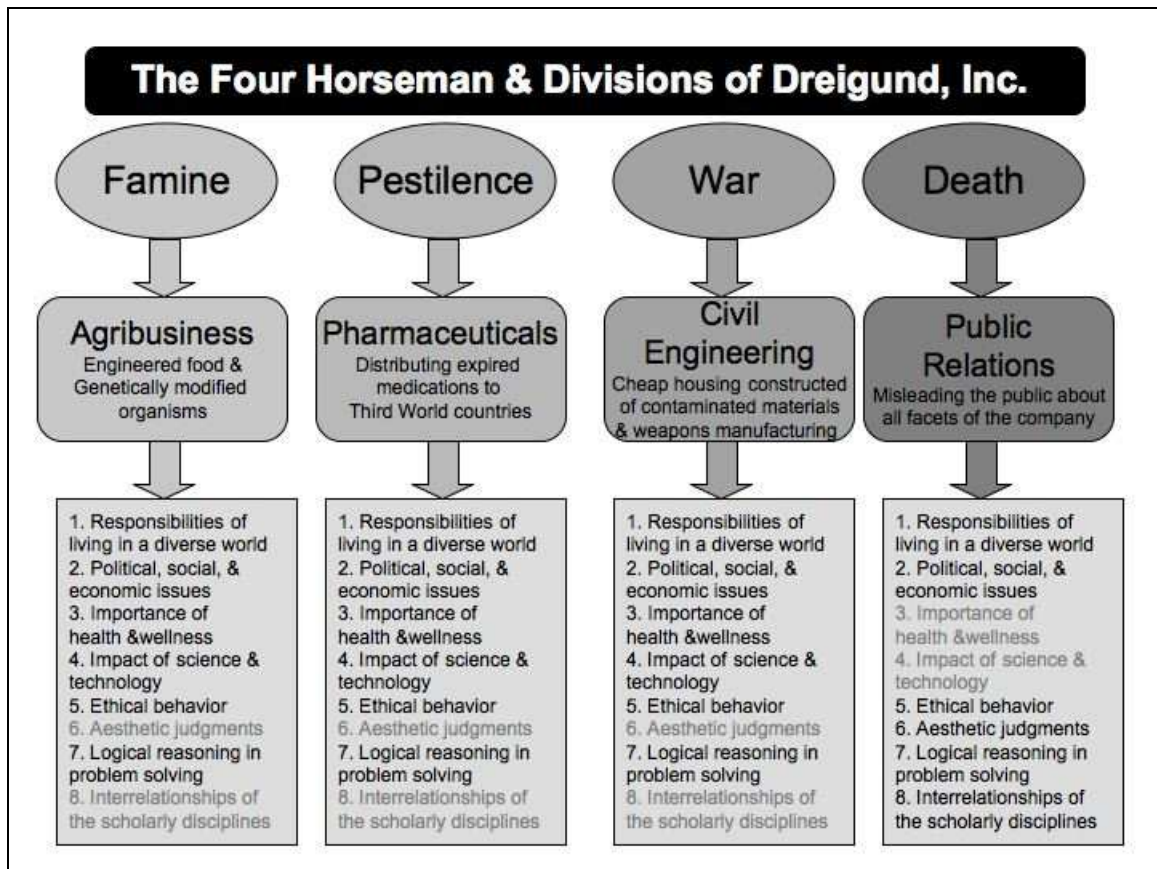 The Four Horseman & Divisions of Dreigund, Inc.
Famine
Agribusiness
Engineered food &
Genetically modified
organisms
1. Responsibilities of
living in a diverse world
2. Political, social, &
economic issues
3. Importance of
health &wellness
4. Impact of science &
technology
5. Ethical behavior
6. Aesthetic judgments
7. Logical reasoning in
problem solving
8. Interrelationships of
the scholarly disciplines
Pestilence
Pharmaceuticals
Distributing expired
medications to
Third World countries
1. Responsibilities of
living in a diverse world
2. Political, social, &
economic issues
3. Importance of
health &wellness
4. Impact of science &
technology
5. Ethical behavior
6. Aesthetic judgments
7. Logical reasoning in
problem solving
8. Interrelationships of
the scholarly disciplines
War
Civil
Engineering
Cheap housing constructed
of contaminated materials
& weapons manufacturing
1. Responsibilities of
living in a diverse world
2. Political, social, &
economic issues
3. Importance of
health &wellness
4. Impact of science &
technology
5. Ethical behavior
6. Aesthetic judgments
7. Logical reasoning in
problem solving
8. Interrelationships of
the scholarly disciplines
Death
Public
Relations
Misleading the public about
all facets of the company
1. Responsibilities of
living in a diverse world
2. Political, social, &
economic issues
3. Importance of
health &wellness
4. Impact of science &
technology
5. Ethical behavior
6. Aesthetic judgments
7. Logical reasoning in
problem solving
8. Interrelationships of
the scholarly disciplines